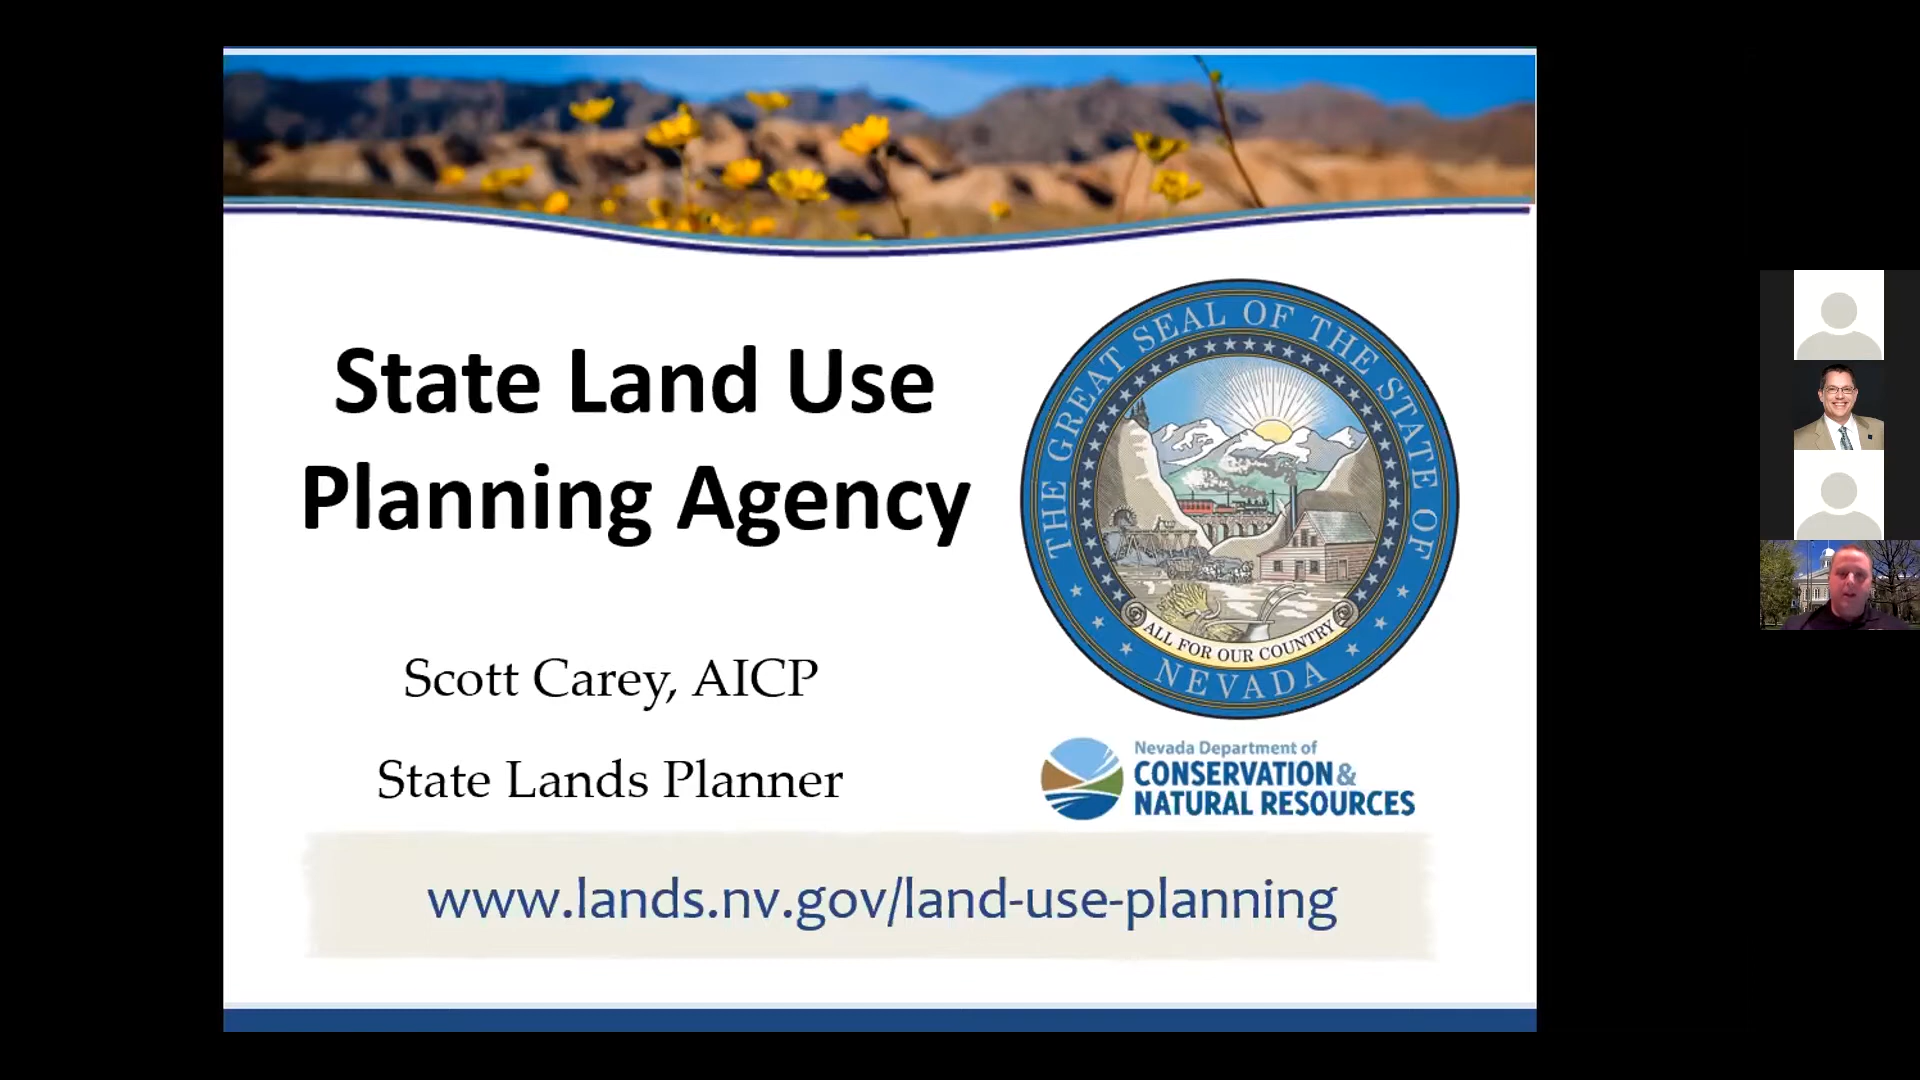 State Land Use
Planning Agency
THE GREAT SEAL OF THE STATE OF
NEVADA
ALL FOR OUR COUNTRY
Scott Carey, AICP
State Lands Planner
Nevada Department of
CONSERVATION &
NATURAL RESOURCES
www.lands.nv.gov/land-use-planning